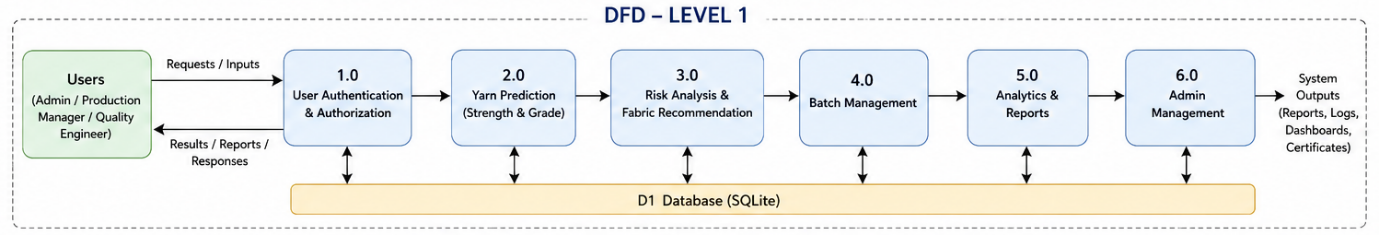 DFD – LEVEL 1
Users
(Admin / Production
Manager / Quality
Engineer)
Requests / Inputs
Results / Reports /
Responses
1.0
User Authentication
& Authorization
2.0
Yarn Prediction
(Strength & Grade)
3.0
Risk Analysis &
Fabric Recommendation
4.0
Batch Management
5.0
Analytics &
Reports
6.0
Admin
Management
System
Outputs
(Reports, Logs,
Dashboards,
Certificates)
D1 Database (SQLite)